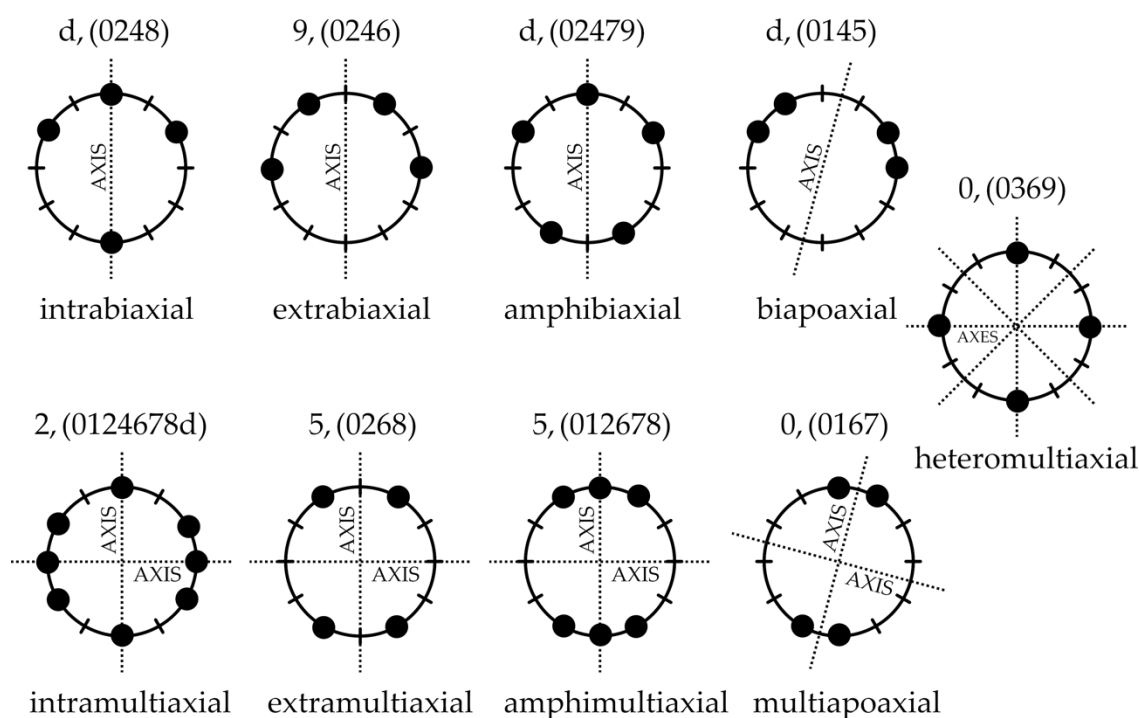 d, (0248)
9, (0246)
d, (02479)
d, (0145)
AXIS
AXIS
AXIS
AXIS
intrabiaxial
extrabiaxial
amphibiaxial
biapoaxial
0, (0369)
AXES
heteromultiaxial
2, (0124678d)
5, (0268)
5, (012678)
0, (0167)
AXIS
AXIS
AXIS
AXIS
AXIS
AXIS
AXIS
AXIS
intramultiaxial
extramultiaxial
amphimultiaxial
multiapoaxial